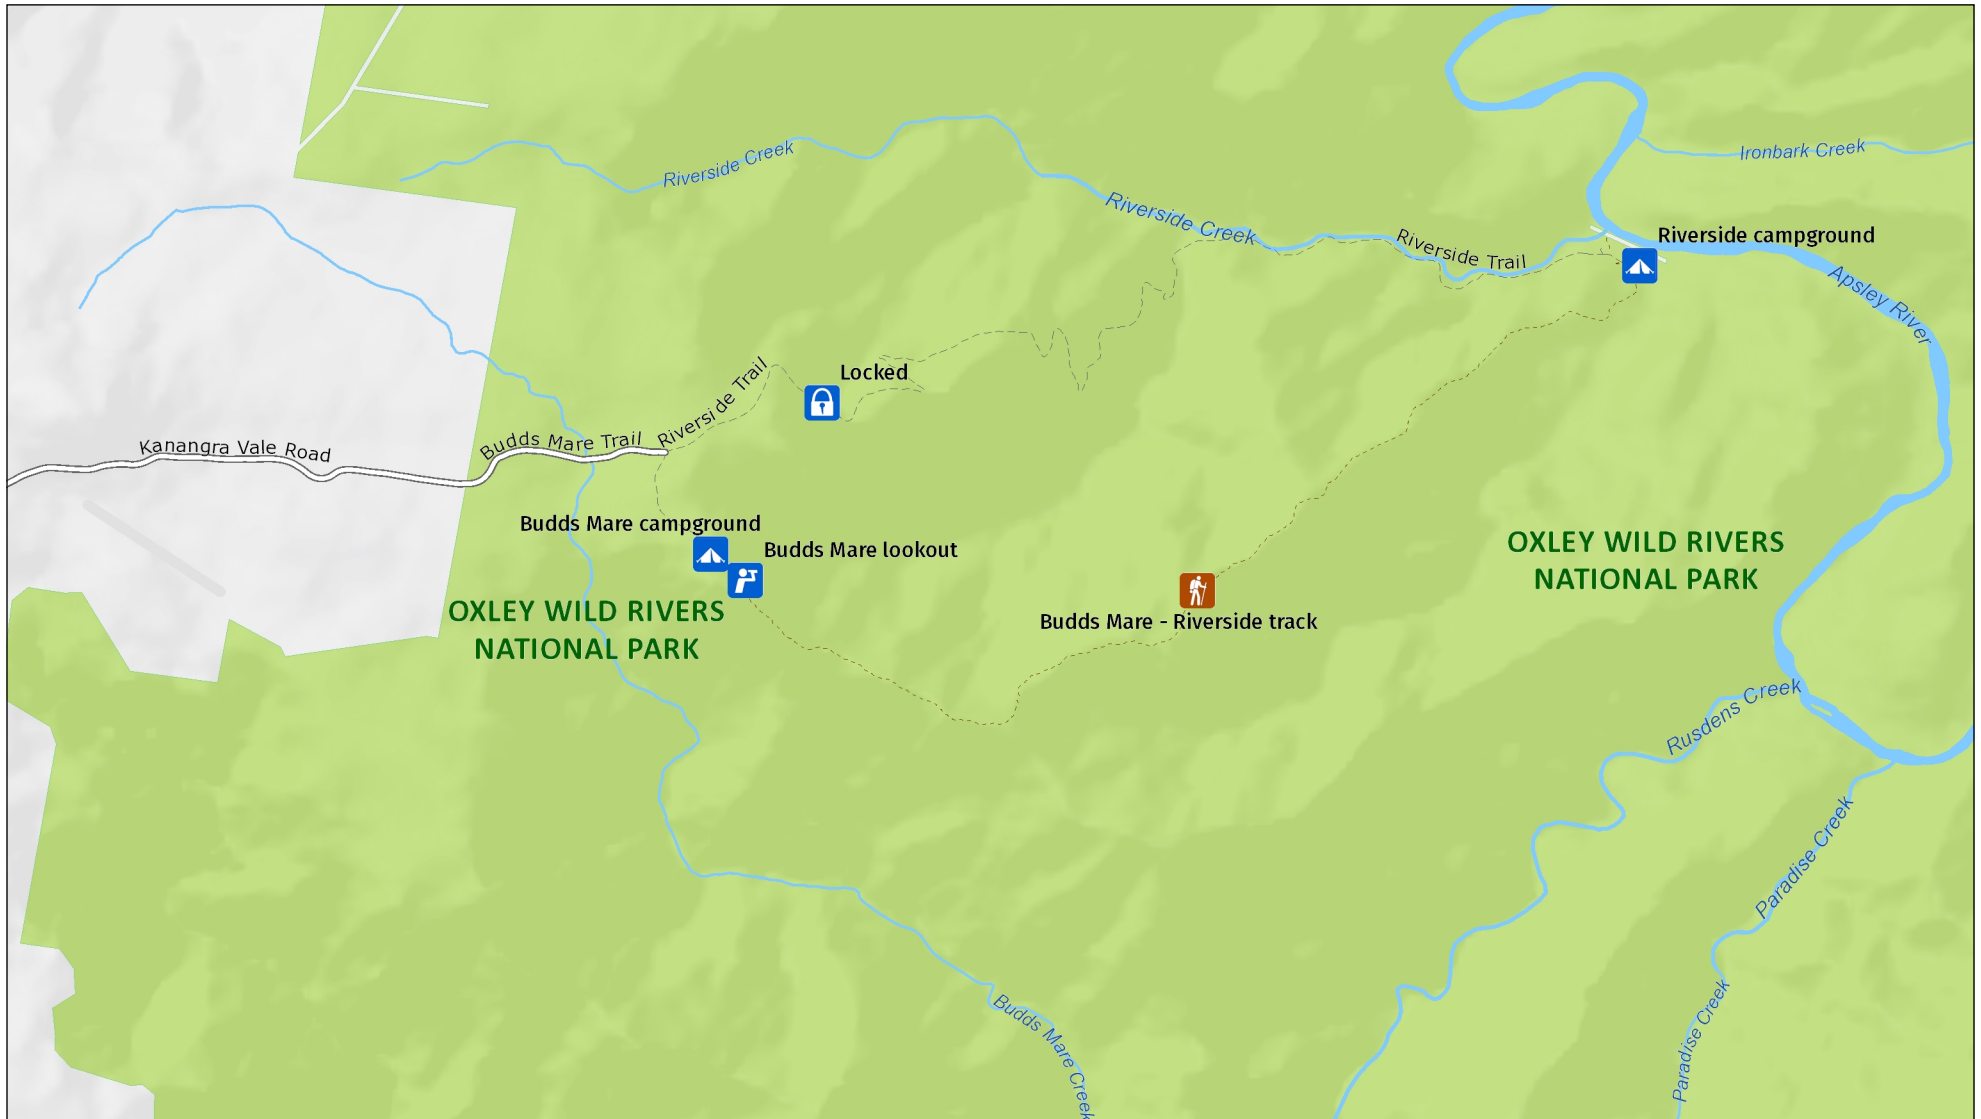 Riverside Creek
Ironbark Creek
Riverside Creek
Riverside Trail
Riverside campground
Apsley River
Riverside Trail
Locked
Kanangra Vale Road
Budds Mare Trail
Budds Mare campground
Budds Mare lookout
OXLEY WILD RIVERS
NATIONAL PARK
OXLEY WILD RIVERS
NATIONAL PARK
Budds Mare - Riverside track
Rusdens Creek
Paradise Creek
Budds Mare Creek
Paradise Creek